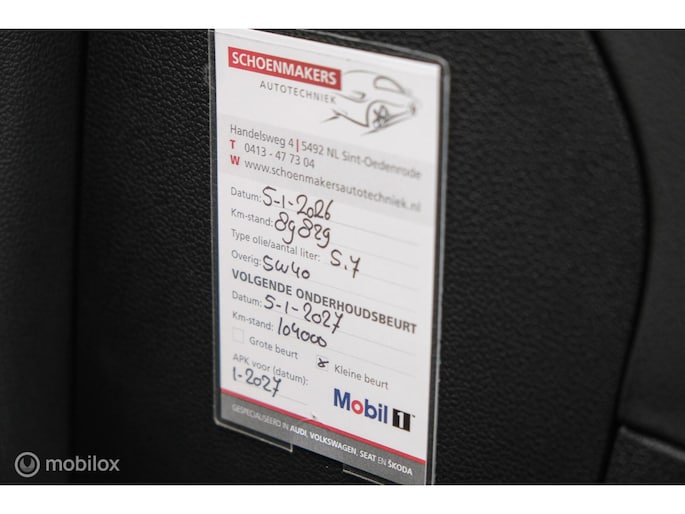 SCHOENMAKERS
AUTOTECHNIEK
Handelsweg 4 | 5492 NL Sint-Oedenrode
T 0413 - 47 73 04
W www.schoenmakersautotechniek.nl
Datum: 5-1-2026
Km-stand: 89829
Type olie/aantal liter: 5.7
Overig: 5w40
VOLGENDE ONDERHOUDSBEURT
Datum: 5-1-2027
Km-stand: 104000
Grote beurt Kleine beurt
APK voor (datum):
1-2027
Mobil 1
GESPECIALISEERD IN AUDI, VOLKSWAGEN, SEAT EN ŠKODA
mobilox